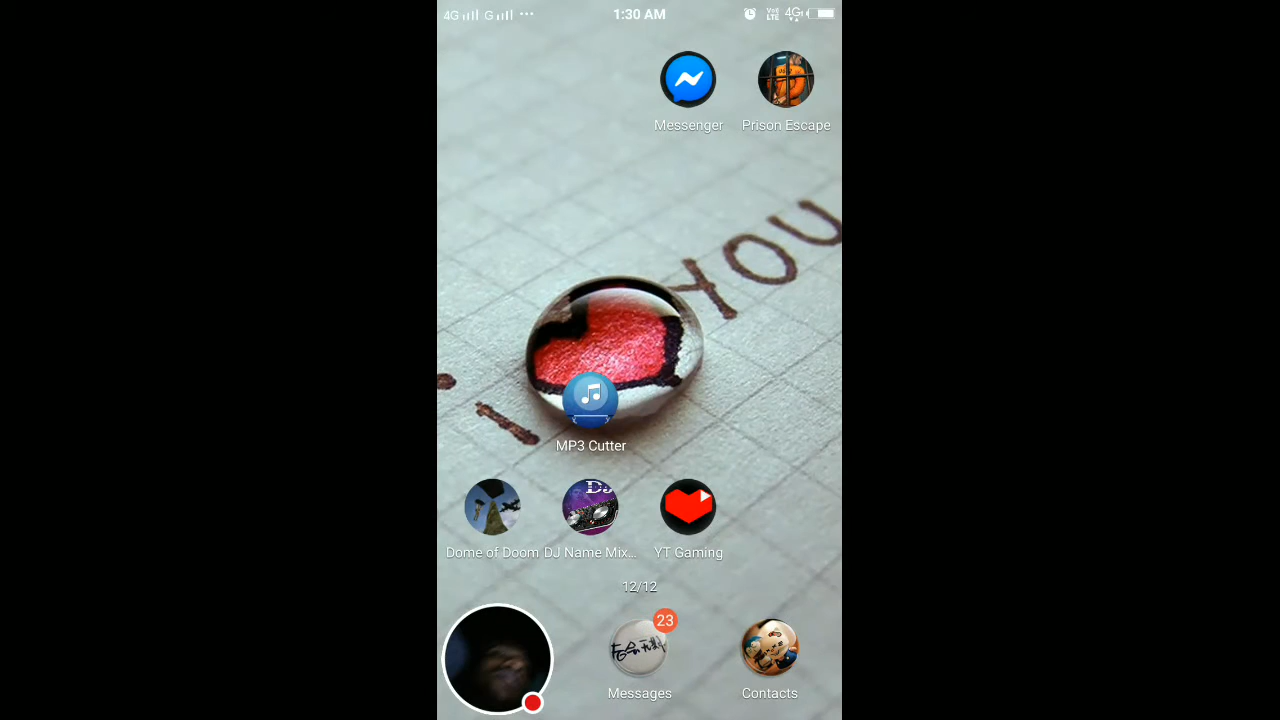 4G G ... 1:30 AM VoLTE 4G
Messenger Prison Escape
YOU
I
MP3 Cutter
DJ
Dome of Doom DJ Name Mix... YT Gaming
12/12
23
Messages Contacts